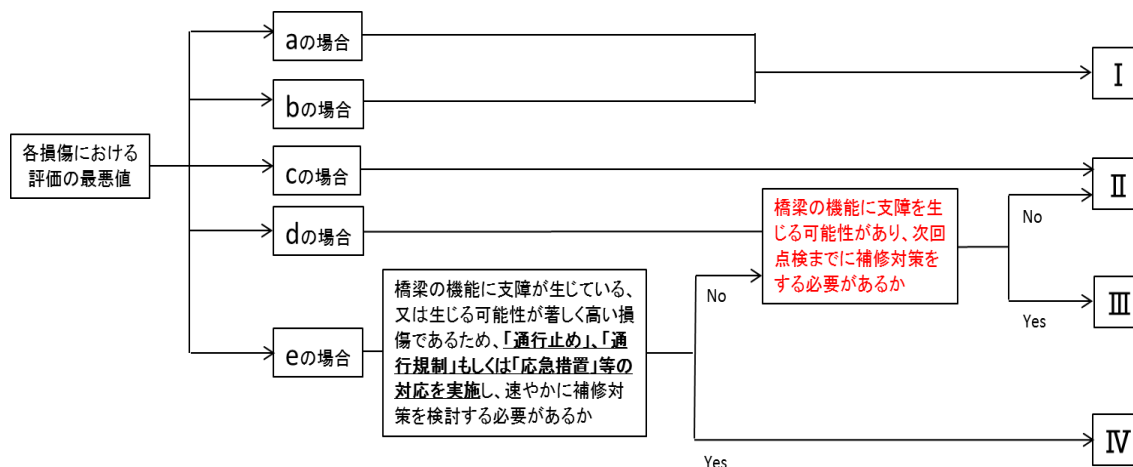 各損傷における
評価の最悪値
aの場合
bの場合
cの場合
dの場合
eの場合
橋梁の機能に支障が生じている、
又は生じる可能性が著しく高い損
傷であるため、「通行止め」、「通
行規制」もしくは「応急措置」等の
対応を実施し、速やかに補修対
策を検討する必要があるか
No
Yes
橋梁の機能に支障を生
じる可能性があり、次回
点検までに補修対策を
する必要があるか
No
Yes
Ⅰ
Ⅱ
Ⅲ
Ⅳ